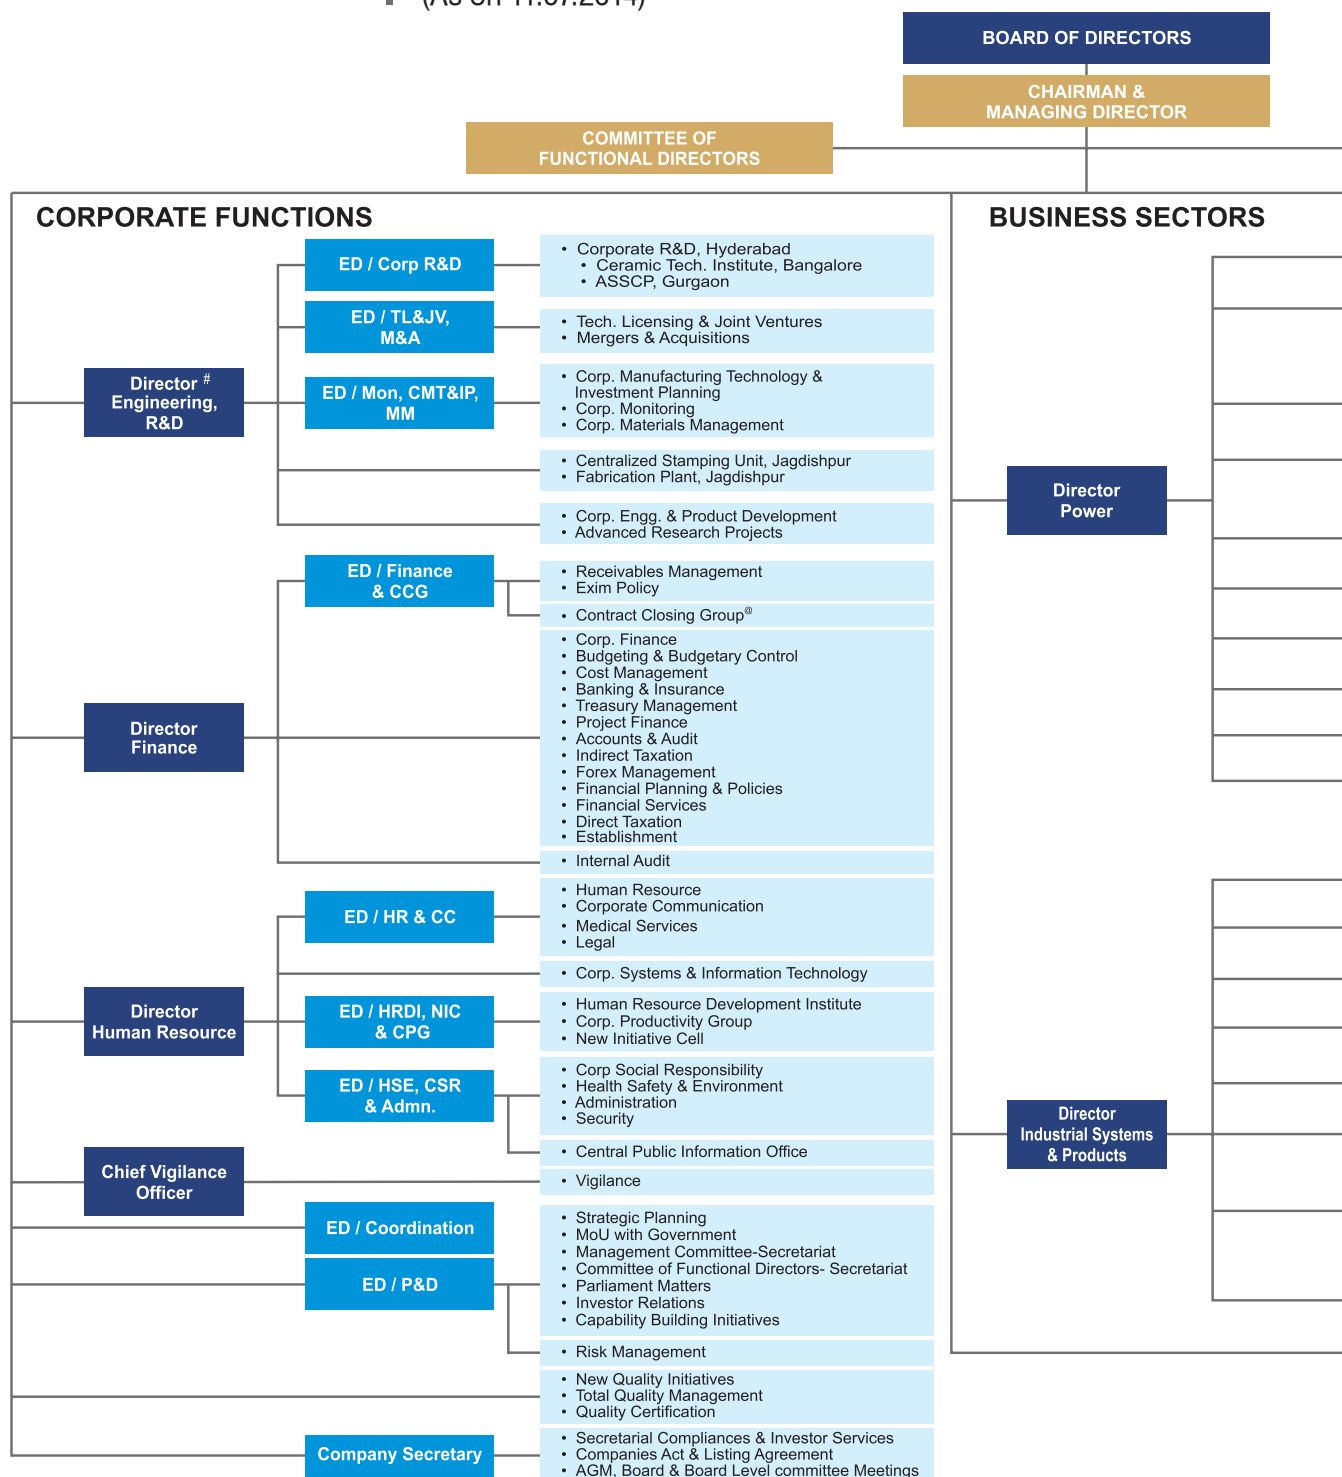 (As on 11.07.2014)
BOARD OF DIRECTORS
CHAIRMAN &
MANAGING DIRECTOR
COMMITTEE OF
FUNCTIONAL DIRECTORS
CORPORATE FUNCTIONS
BUSINESS SECTORS
ED / Corp R&D
• Corporate R&D, Hyderabad
• Ceramic Tech. Institute, Bangalore
• ASSCP, Gurgaon
ED / TL&JV,
M&A
• Tech. Licensing & Joint Ventures
• Mergers & Acquisitions
Director #
Engineering,
R&D
ED / Mon, CMT&IP,
MM
• Corp. Manufacturing Technology &
Investment Planning
• Corp. Monitoring
• Corp. Materials Management
• Centralized Stamping Unit, Jagdishpur
• Fabrication Plant, Jagdishpur
• Corp. Engg. & Product Development
• Advanced Research Projects
Director
Power
ED / Finance
& CCG
• Receivables Management
• Exim Policy
• Contract Closing Group@
Director
Finance
• Corp. Finance
• Budgeting & Budgetary Control
• Cost Management
• Banking & Insurance
• Treasury Management
• Project Finance
• Accounts & Audit
• Indirect Taxation
• Forex Management
• Financial Planning & Policies
• Financial Services
• Direct Taxation
• Establishment
• Internal Audit
ED / HR & CC
• Human Resource
• Corporate Communication
• Medical Services
• Legal
• Corp. Systems & Information Technology
Director
Human Resource
ED / HRDI, NIC
& CPG
• Human Resource Development Institute
• Corp. Productivity Group
• New Initiative Cell
ED / HSE, CSR
& Admn.
• Corp Social Responsibility
• Health Safety & Environment
• Administration
• Security
• Central Public Information Office
Director
Industrial Systems
& Products
Chief Vigilance
Officer
• Vigilance
ED / Coordination
ED / P&D
• Strategic Planning
• MoU with Government
• Management Committee-Secretariat
• Committee of Functional Directors- Secretariat
• Parliament Matters
• Investor Relations
• Capability Building Initiatives
• Risk Management
• New Quality Initiatives
• Total Quality Management
• Quality Certification
Company Secretary
• Secretarial Compliances & Investor Services
• Companies Act & Listing Agreement
• AGM, Board & Board Level committee Meetings